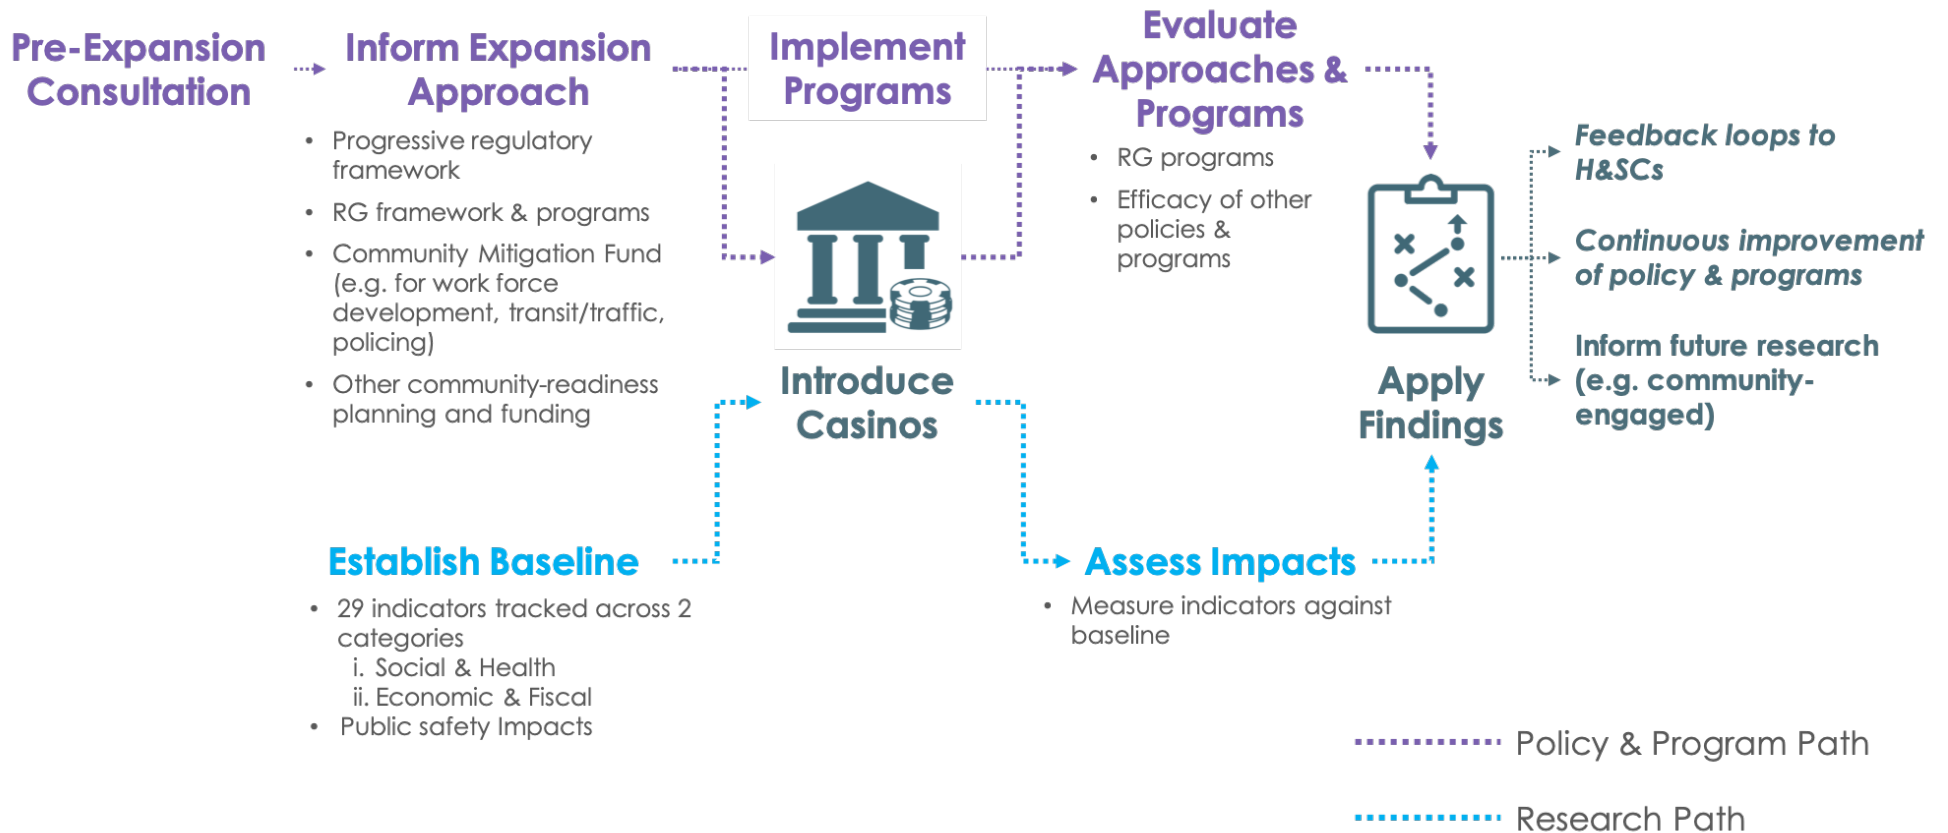 Pre-Expansion
Consultation
Inform Expansion
Approach
• Progressive regulatory
framework
• RG framework & programs
• Community Mitigation Fund
(e.g. for work force
development, transit/traffic,
policing)
• Other community-readiness
planning and funding
Implement
Programs
Introduce
Casinos
Evaluate
Approaches &
Programs
• RG programs
• Efficacy of other
policies &
programs
Apply
Findings
Feedback loops to
H&SCs
Continuous improvement
of policy & programs
Inform future research
(e.g. community-
engaged)
Establish Baseline
• 29 indicators tracked across 2
categories
i. Social & Health
ii. Economic & Fiscal
• Public safety Impacts
Assess Impacts
• Measure indicators against
baseline
Policy & Program Path
Research Path